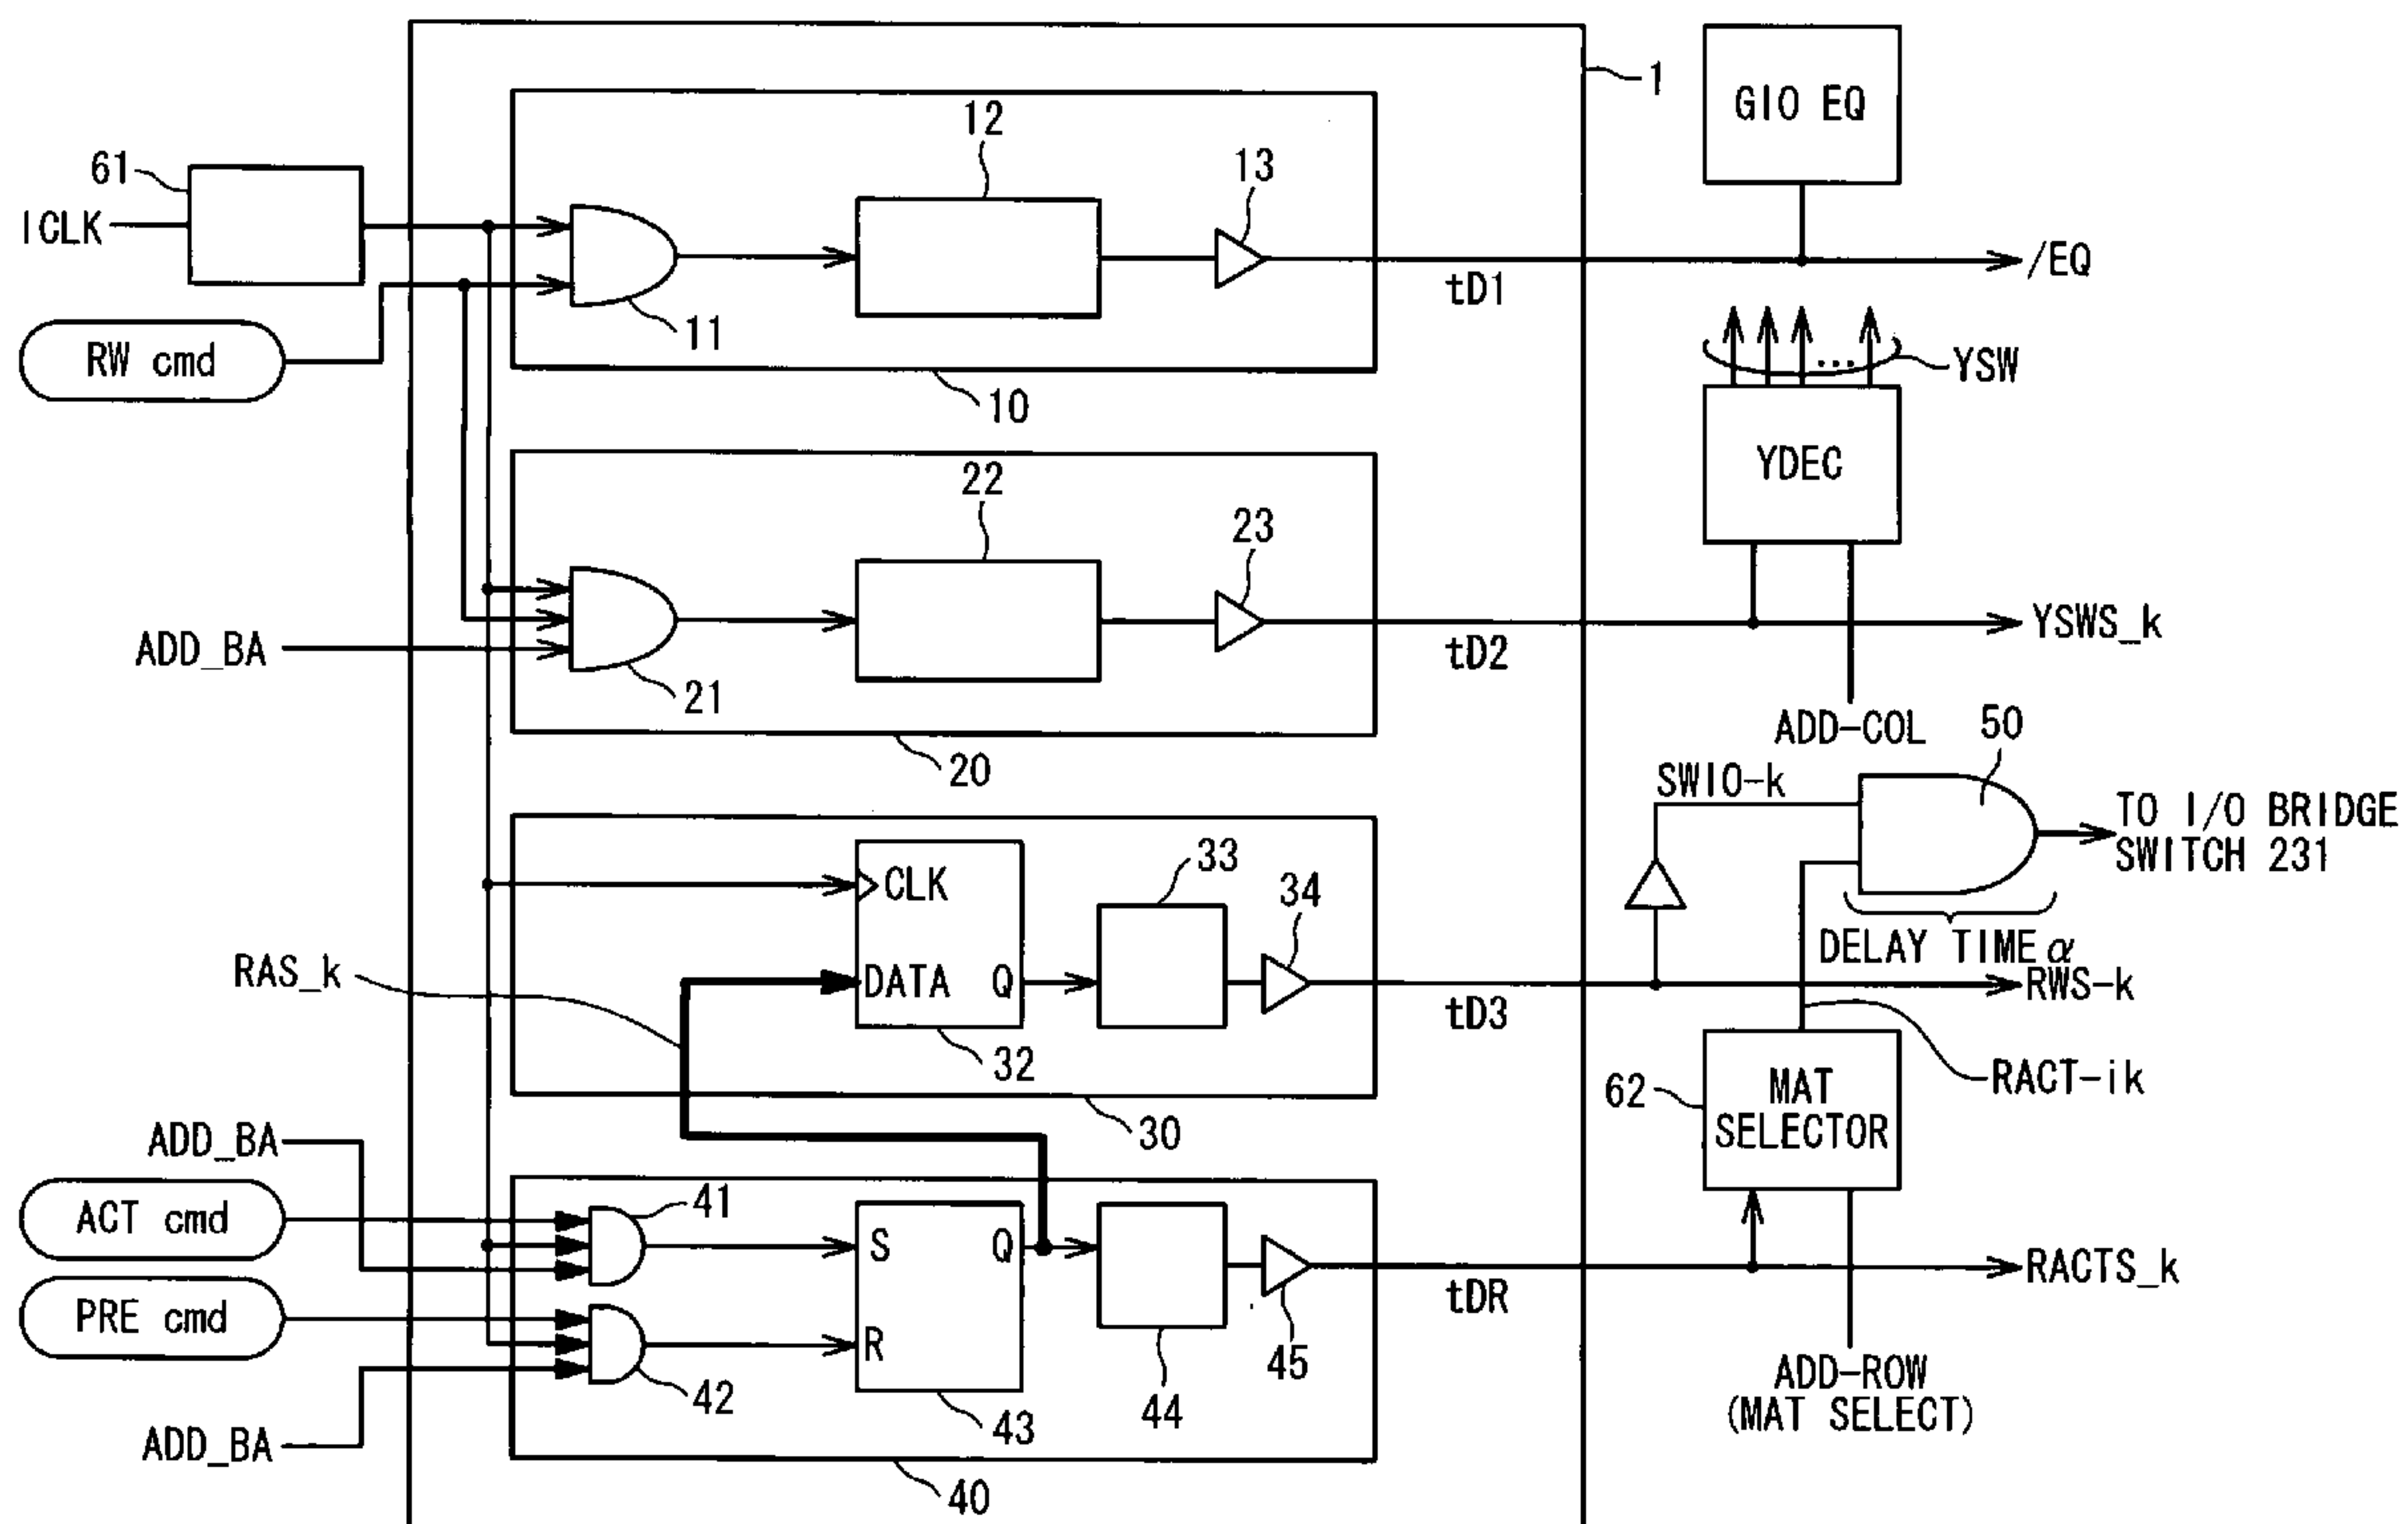 1
GIO EQ
12
61
13
ICLK
/EQ
tD1
11
RW cmd
YSW
10
YDEC
22
23
ADD_BA
YSWS_k
tD2
21
ADD-COL
50
20
SWIO-k
TO I/O BRIDGE
SWITCH 231
33
CLK
34
DELAY TIME α
RAS_k
DATA
Q
RWS-k
tD3
32
RACT-ik
62
MAT
SELECTOR
ADD_BA
30
41
ACT cmd
S
Q
RACTS_k
tDR
PRE cmd
R
45
42
43
44
ADD-ROW
(MAT SELECT)
ADD_BA
40